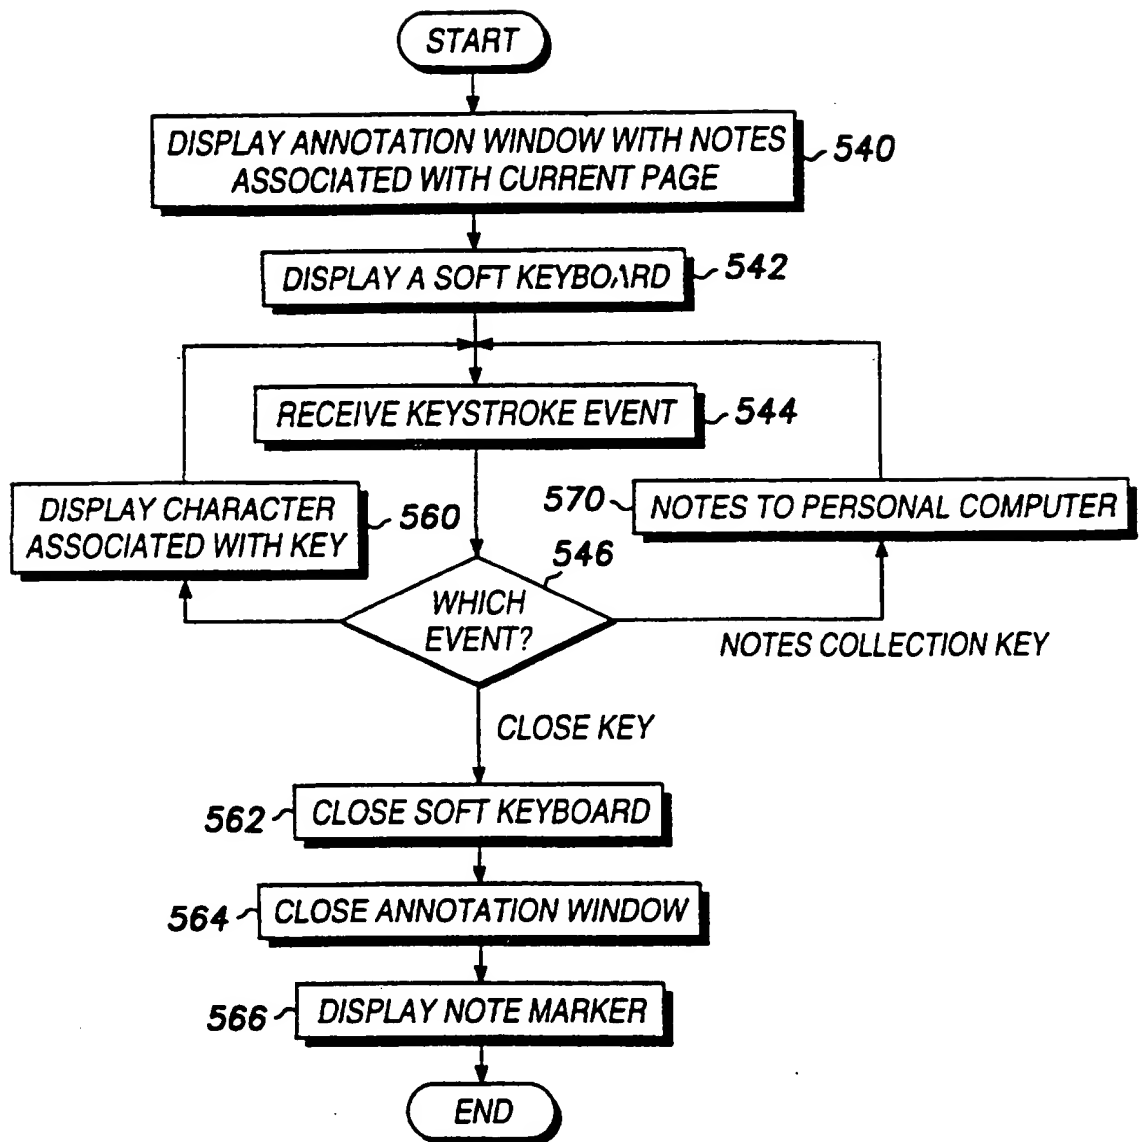 START
DISPLAY ANNOTATION WINDOW WITH NOTES
ASSOCIATED WITH CURRENT PAGE
540
DISPLAY A SOFT KEYBOARD
542
RECEIVE KEYSTROKE EVENT
544
DISPLAY CHARACTER
ASSOCIATED WITH KEY
560
570
NOTES TO PERSONAL COMPUTER
546
WHICH
EVENT?
NOTES COLLECTION KEY
CLOSE KEY
562
CLOSE SOFT KEYBOARD
564
CLOSE ANNOTATION WINDOW
566
DISPLAY NOTE MARKER
END